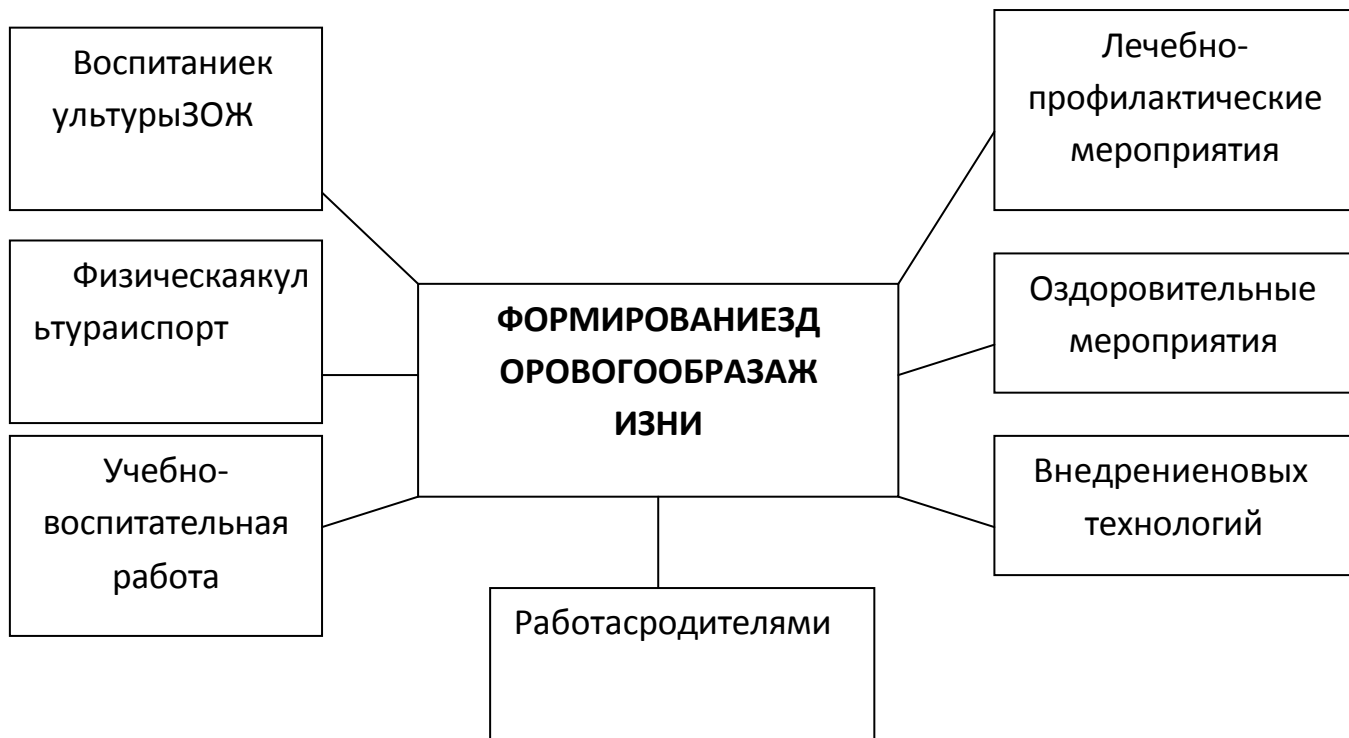 Воспитаниек
ультурыЗОЖ
Физическаякул
ьтураиспорт
Учебно-
воспитательная
работа
ФОРМИРОВАНИЕЗД
ОРОВОГООБРАЗАЖ
ИЗНИ
Работасродителями
Лечебно-
профилактические
мероприятия
Оздоровительные
мероприятия
Внедрениеновых
технологий